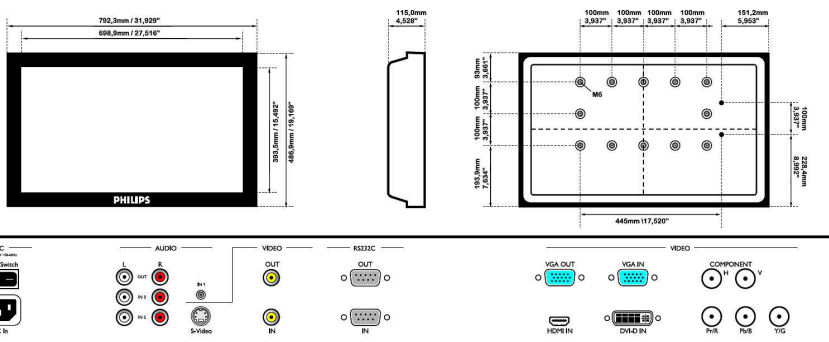 792,3mm / 31,929"
698,9mm / 27,516"
393,5mm / 15,492"
486,9mm / 19,169"
PHILIPS
115,0mm
4,528"
100mm 100mm 100mm 100mm 151,2mm
3,937" 3,937" 3,937" 3,937" 5,953"
93mm
3,661"
100mm
3,937"
100mm
3,937"
193,9mm
7,634"
M6
100mm
3,937"
228,4mm
8,992"
445mm \17,520"
C AUDIO VIDEO RS232C VIDEO
Switch L R OUT OUT VGA OUT VGA IN COMPONENT
OUT H V
IN 1
IN 3
IN 2
In S-Video IN IN HDMI IN DVI-D IN Pr/R Pb/B Y/G